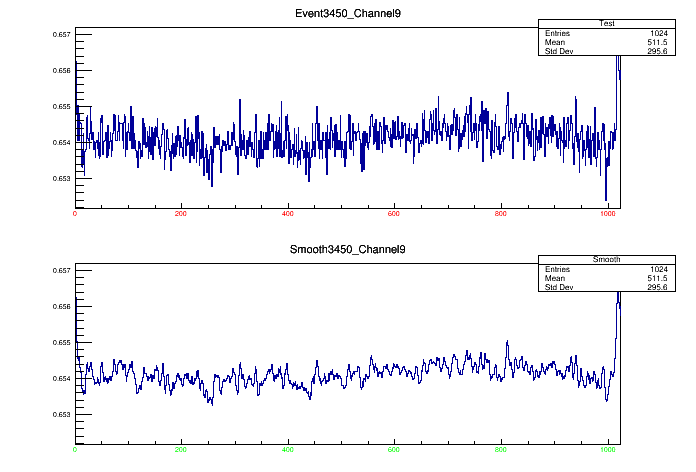 Event3450_Channel9
Test
Entries 1024
Mean 511.5
Std Dev 295.6
0.657
0.656
0.655
0.654
0.653
0 200 400 600 800 1000
Smooth3450_Channel9
Smooth
Entries 1024
Mean 511.5
Std Dev 295.6
0.657
0.656
0.655
0.654
0.653
0 200 400 600 800 1000